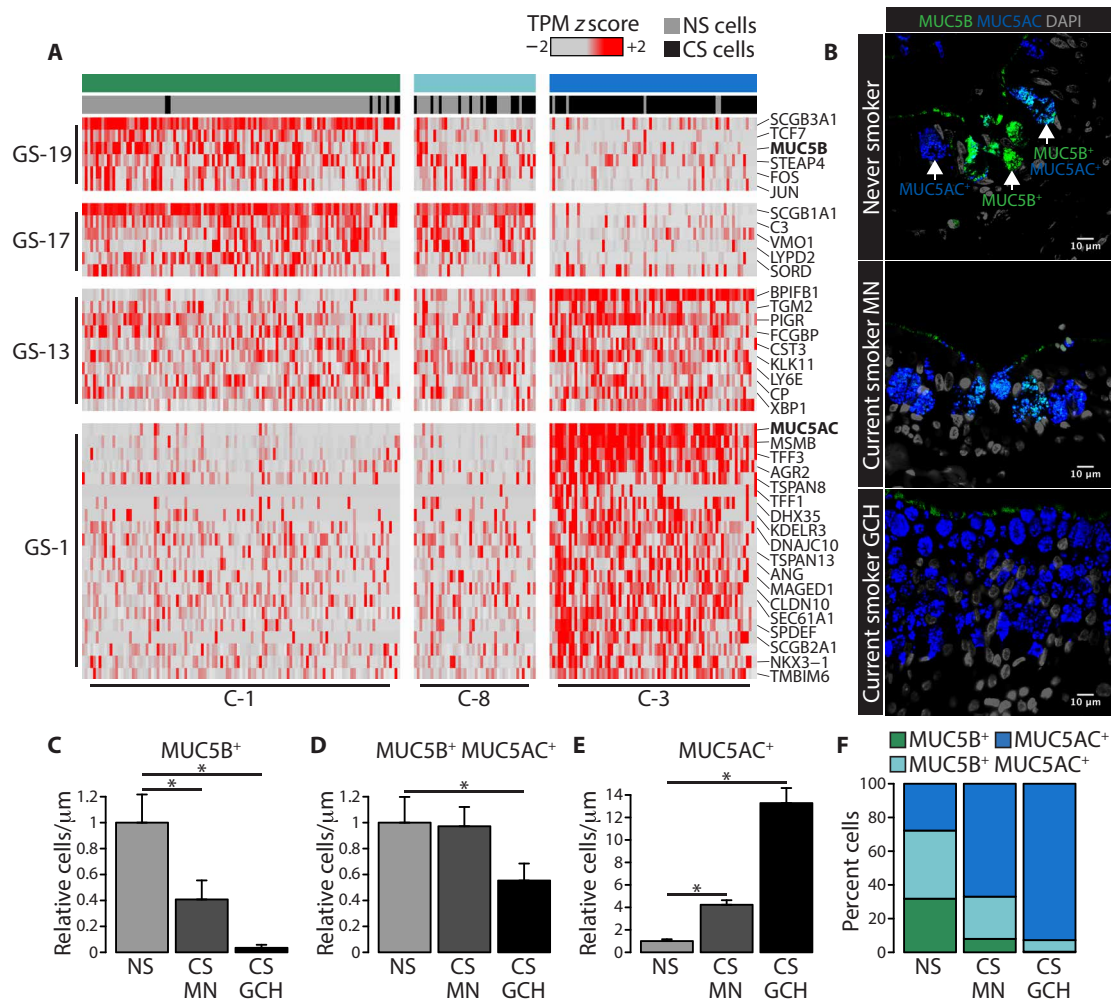 A
TPM z score
−2 +2
NS cells
CS cells
GS-19
SCGB3A1
TCF7
MUC5B
STEAP4
FOS
JUN
GS-17
SCGB1A1
C3
VMO1
LYPD2
SORD
GS-13
BPIFB1
TGM2
PIGR
FCGBP
CST3
KLK11
LY6E
CP
XBP1
GS-1
MUC5AC
MSMB
TFF3
AGR2
TSPAN8
TFF1
DHX35
KDELR3
DNAJC10
TSPAN13
ANG
MAGED1
CLDN10
SEC61A1
SPDEF
SCGB2A1
NKX3−1
TMBIM6
C-1 C-8 C-3
B
MUC5B MUC5AC DAPI
Never smoker
MUC5AC⁺
MUC5B⁺
MUC5B⁺
MUC5AC⁺
10 μm
Current smoker MN
10 μm
Current smoker GCH
10 μm
C
MUC5B⁺
Relative cells/μm
1.2
1
0.8
0.6
0.4
0.2
0
*
*
NS CS CS
MN GCH
D
MUC5B⁺ MUC5AC⁺
Relative cells/μm
1.2
1
0.8
0.6
0.4
0.2
0
*
NS CS CS
MN GCH
E
MUC5AC⁺
Relative cells/μm
14
12
10
8
6
4
2
0
*
*
NS CS CS
MN GCH
F
MUC5B⁺ MUC5AC⁺
MUC5B⁺ MUC5AC⁺
Percent cells
100
80
60
40
20
0
NS CS CS
MN GCH